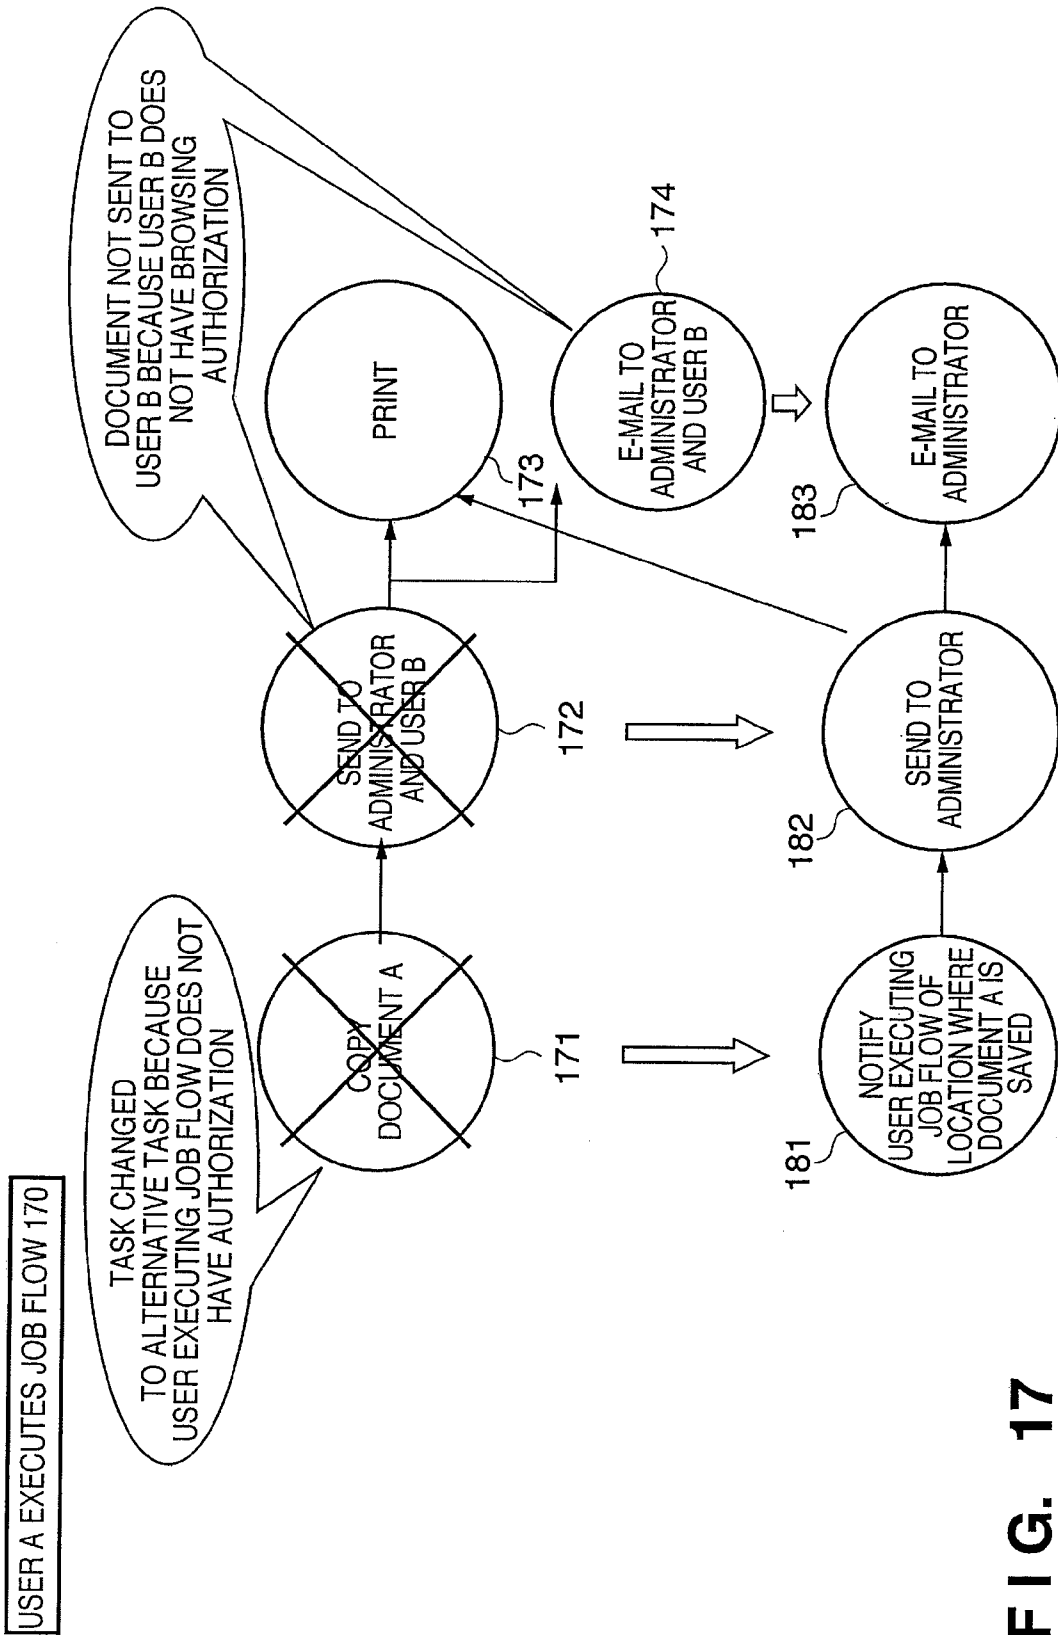 USER A EXECUTES JOB FLOW 170
TASK CHANGED
TO ALTERNATIVE TASK BECAUSE
USER EXECUTING JOB FLOW DOES NOT
HAVE AUTHORIZATION
DOCUMENT NOT SENT TO
USER B BECAUSE USER B DOES
NOT HAVE BROWSING
AUTHORIZATION
COPY
DOCUMENT A
171
SEND TO
ADMINISTRATOR
AND USER B
172
PRINT
173
E-MAIL TO
ADMINISTRATOR
AND USER B
174
181
NOTIFY
USER EXECUTING
JOB FLOW OF
LOCATION WHERE
DOCUMENT A IS
SAVED
182
SEND TO
ADMINISTRATOR
183
E-MAIL TO
ADMINISTRATOR
FIG. 17